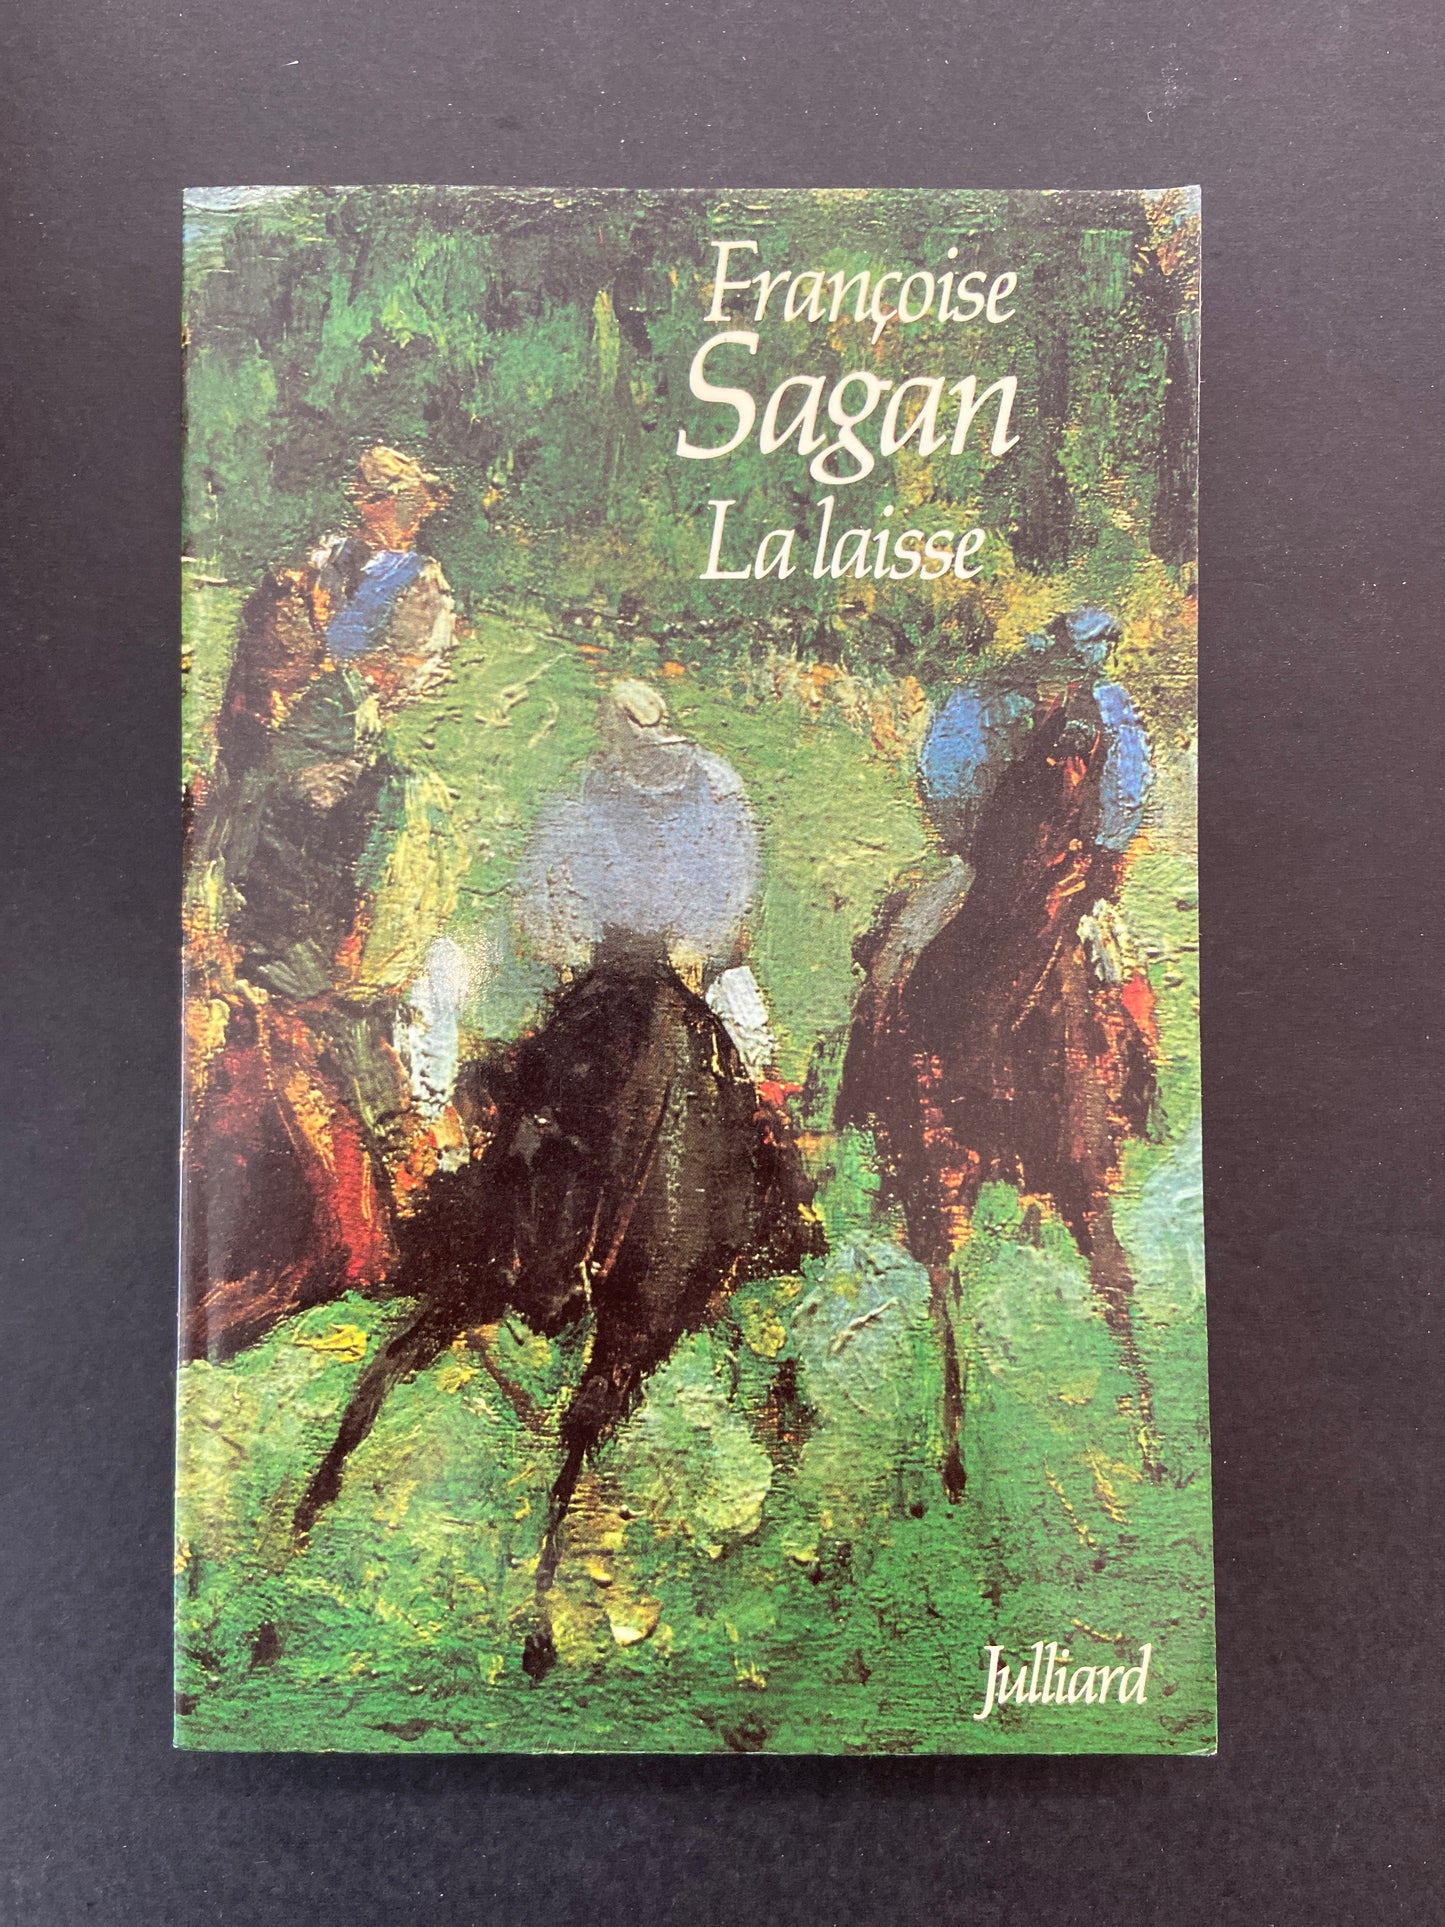 Françoise
Sagan
La laisse
Julliard